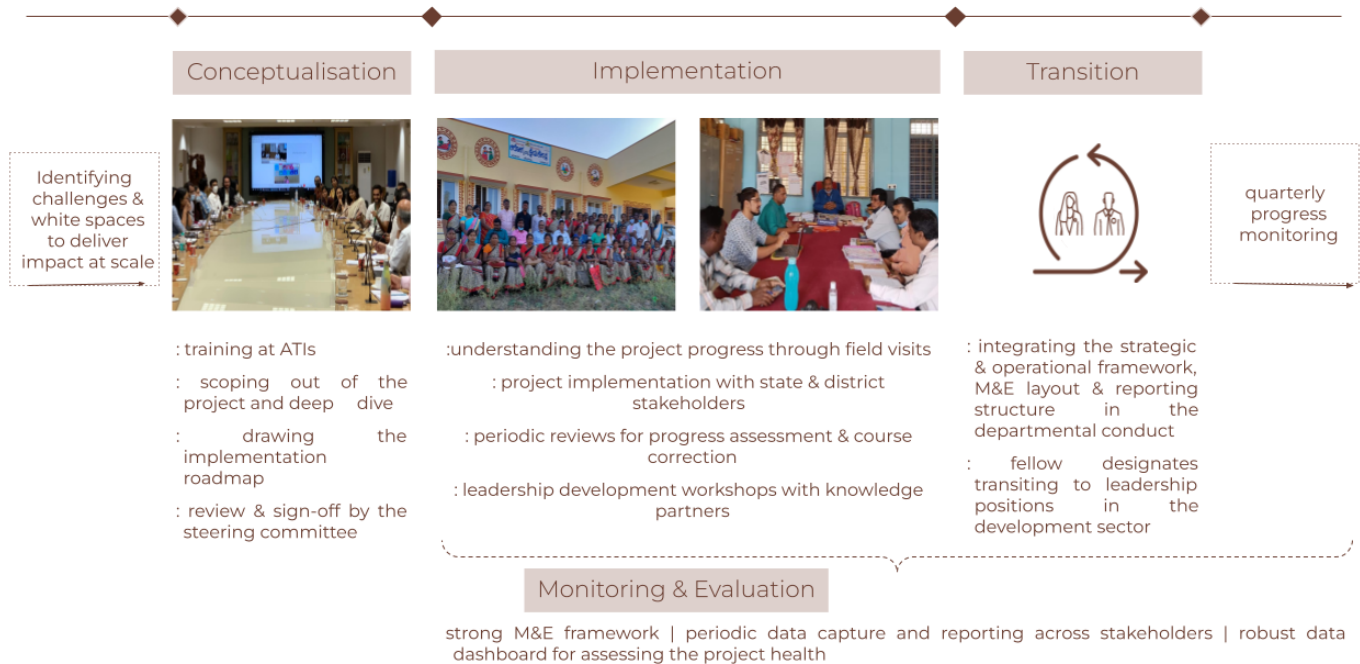 Conceptualisation
Implementation
Transition
Identifying
challenges &
white spaces
to deliver
impact at scale
quarterly
progress
monitoring
: training at ATIs
: scoping out of the
project and deep dive
: drawing the
implementation
roadmap
: review & sign-off by the
steering committee
:understanding the project progress through field visits
: project implementation with state & district
stakeholders
: periodic reviews for progress assessment & course
correction
: leadership development workshops with knowledge
partners
: integrating the strategic
& operational framework,
M&E layout & reporting
structure in the
departmental conduct
: fellow designates
transiting to leadership
positions in the
development sector
Monitoring & Evaluation
strong M&E framework | periodic data capture and reporting across stakeholders | robust data
dashboard for assessing the project health